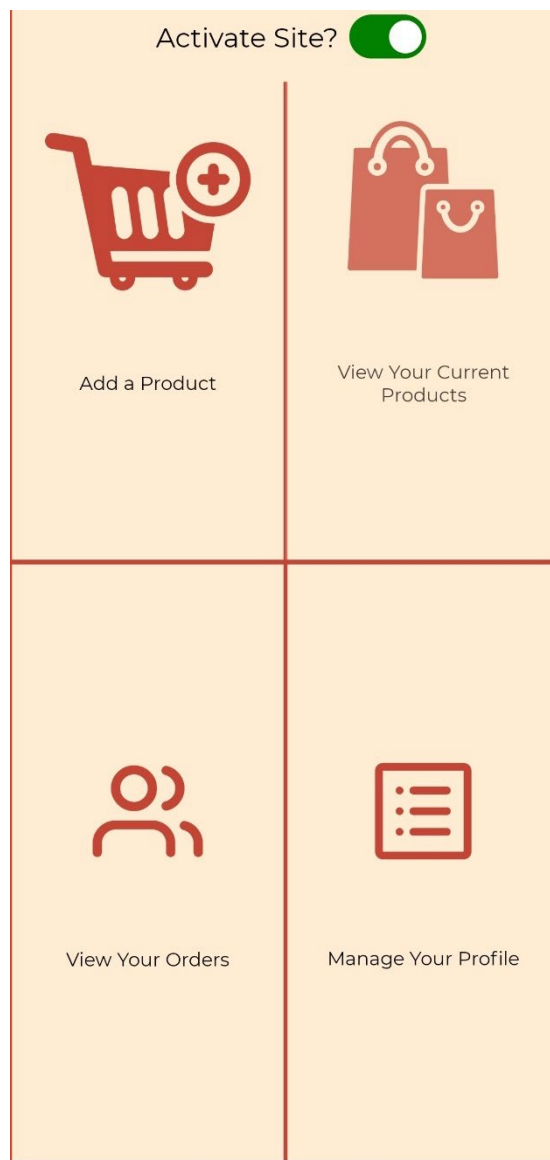 Activate Site?
Add a Product
View Your Current
Products
View Your Orders
Manage Your Profile